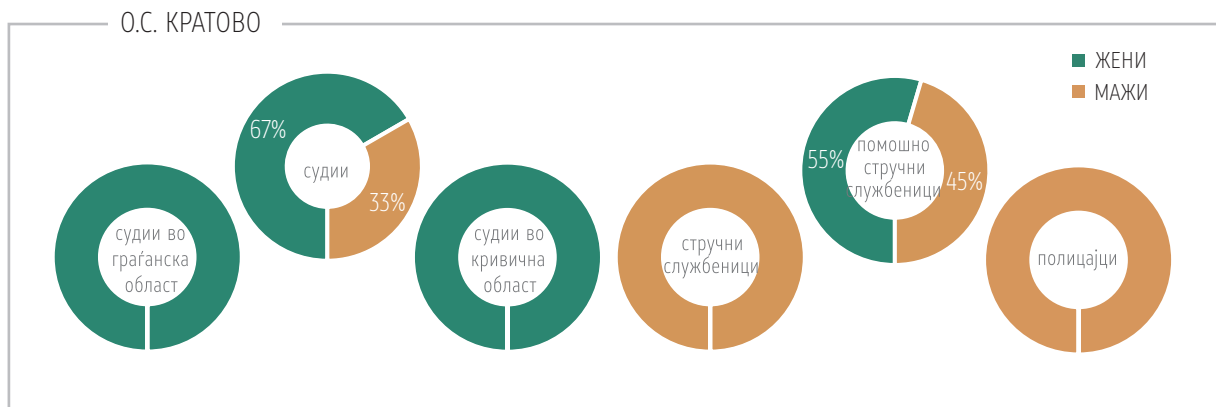 О.С. КРАТОВО
ЖЕНИ
МАЖИ
судии во
граѓанска
област
67%
судии
33%
судии во
кривична
област
стручни
службеници
55%
помошно
стручни
службеници
45%
полицајци